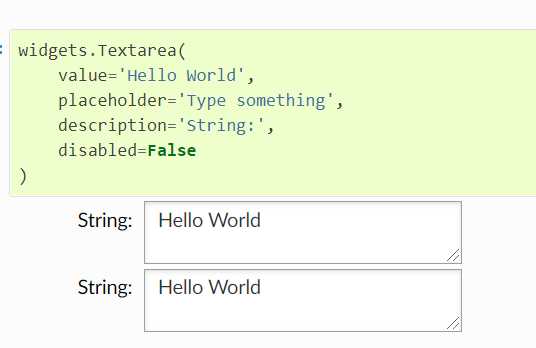 widgets.Textarea(
    value='Hello World',
    placeholder='Type something',
    description='String:',
    disabled=False
)
String: Hello World
String: Hello World